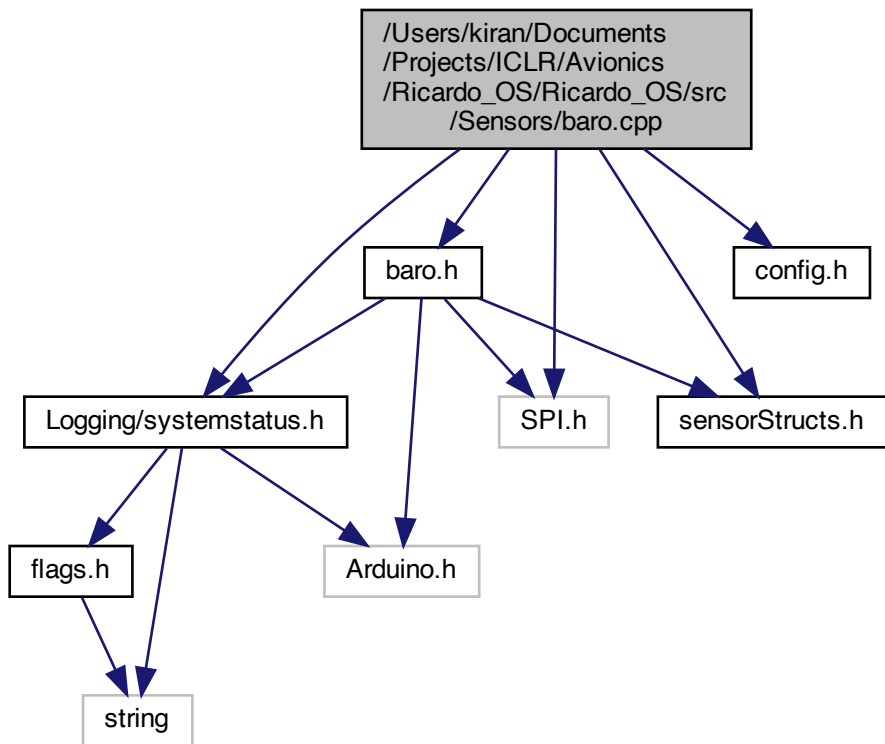 /Users/kiran/Documents
/Projects/ICLR/Avionics
/Ricardo_OS/Ricardo_OS/src
/Sensors/baro.cpp
baro.h
config.h
Logging/systemstatus.h
SPI.h
sensorStructs.h
flags.h
Arduino.h
string